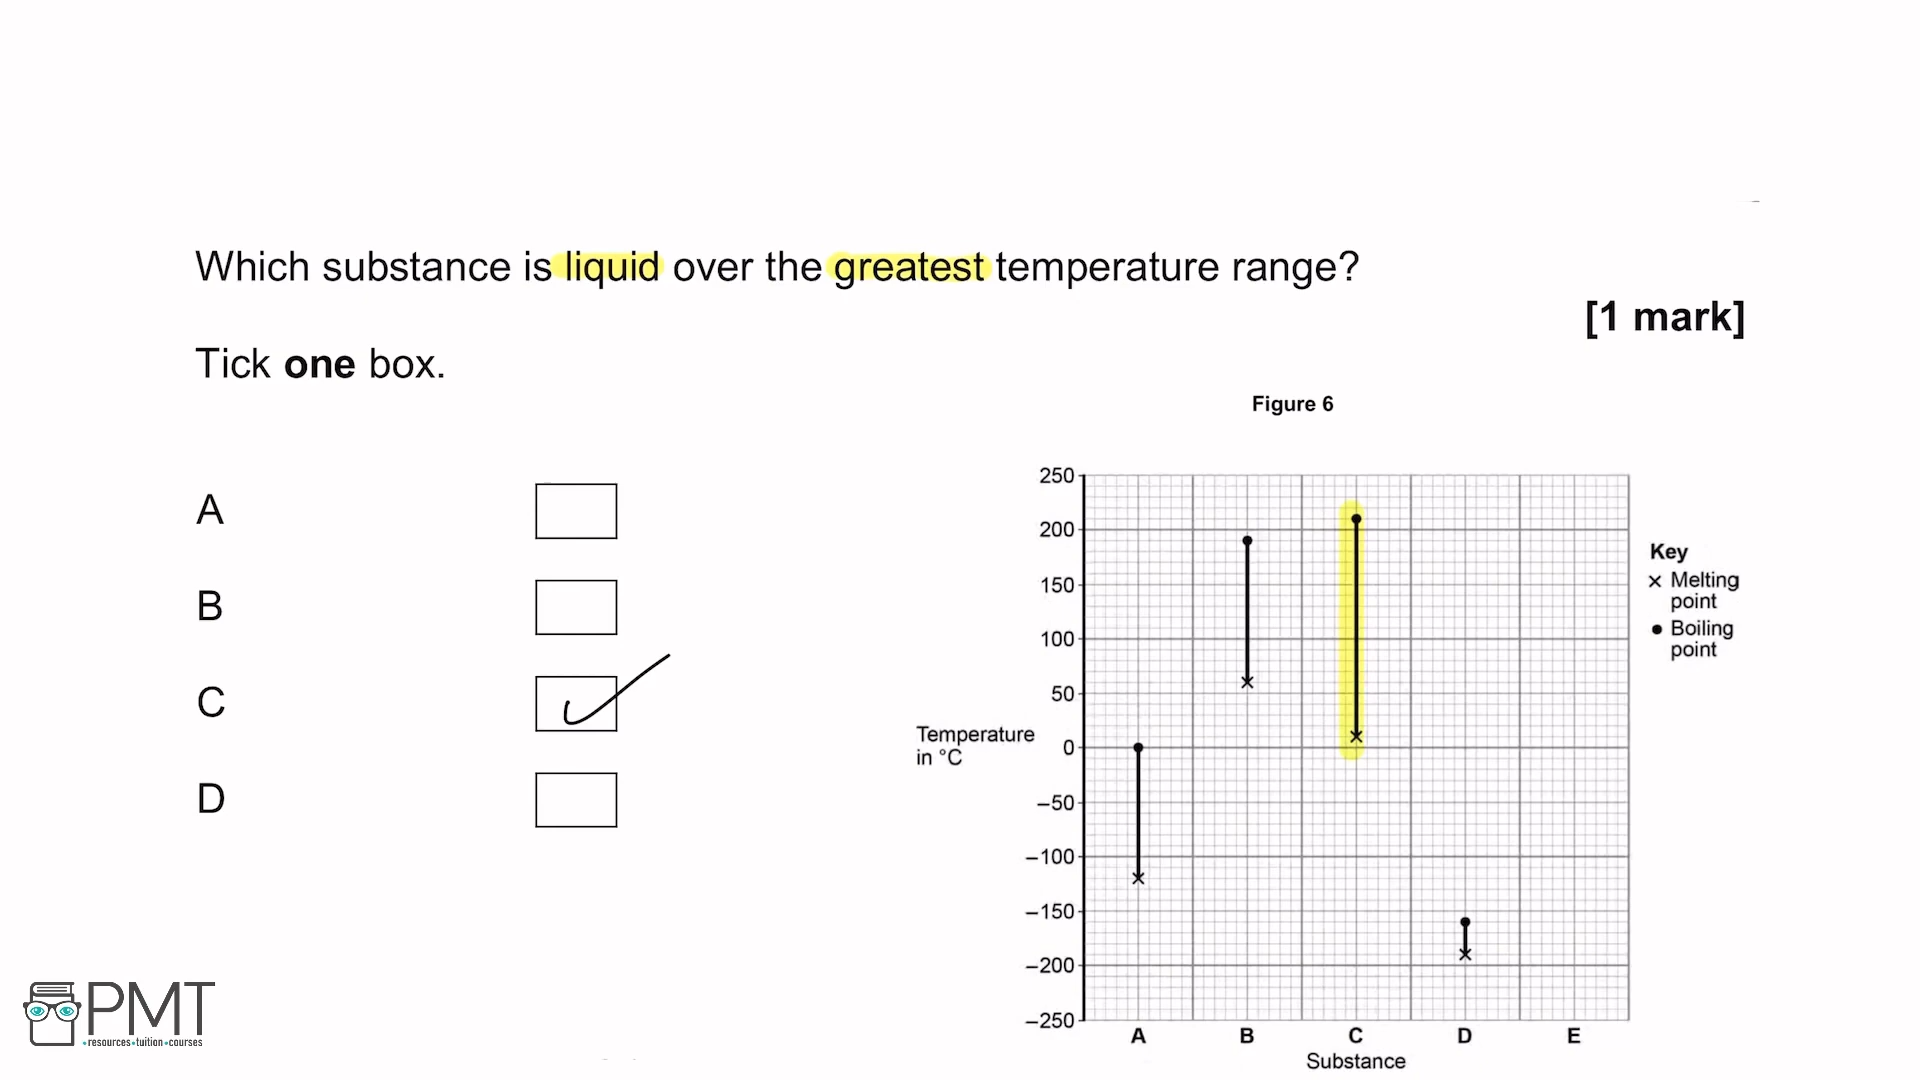 Which substance is liquid over the greatest temperature range?
[1 mark]
Tick one box.
A
B
C
D
Figure 6
250
200
150
100
50
0
–50
–100
–150
–200
–250
Temperature
in °C
A B C D E
Substance
Key
× Melting
point
• Boiling
point
PMT
•resources•tuition•courses